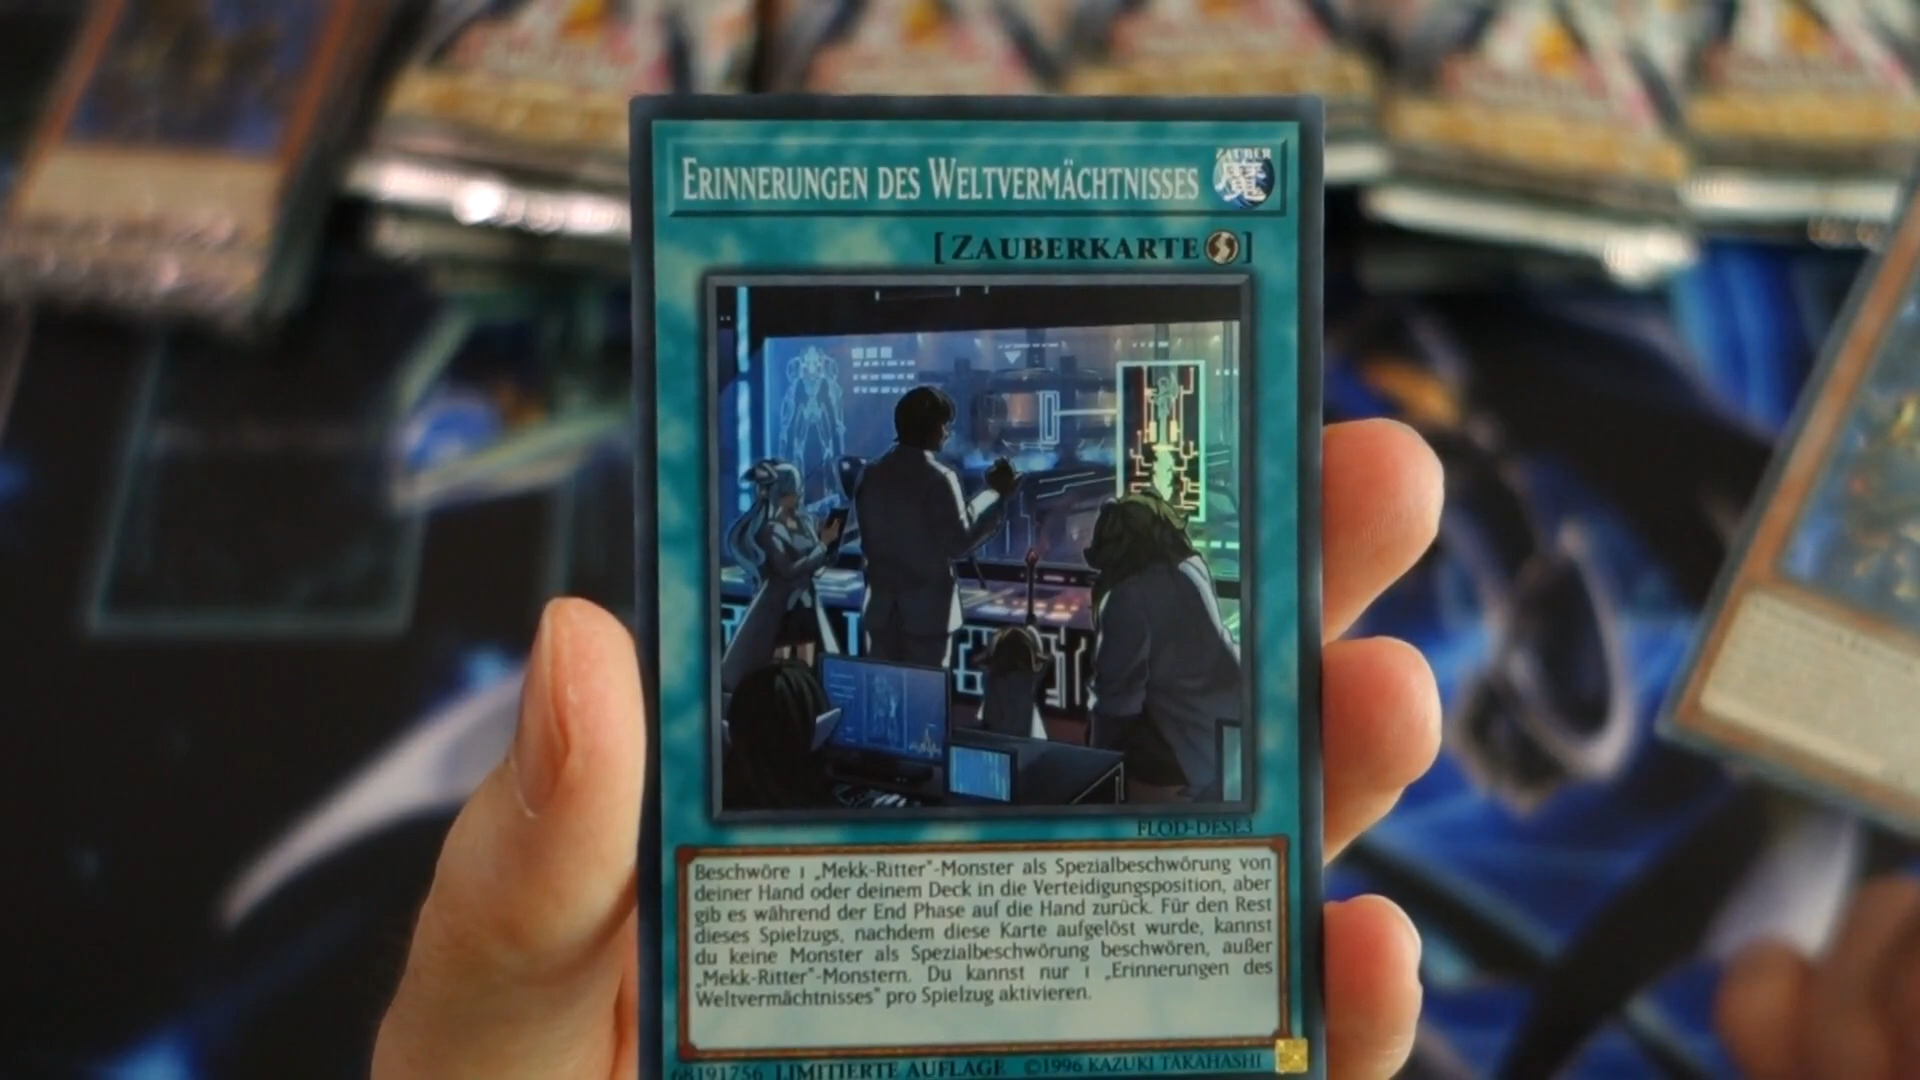 ERINNERUNGEN DES WELTVERMÄCHTNISSES
ZAUBER
魔
[ZAUBERKARTE]
FLOD-DESE3
Beschwöre 1 „Mekk-Ritter"-Monster als Spezialbeschwörung von
deiner Hand oder deinem Deck in die Verteidigungsposition, aber
gib es während der End Phase auf die Hand zurück. Für den Rest
dieses Spielzugs, nachdem diese Karte aufgelöst wurde, kannst
du keine Monster als Spezialbeschwörung beschwören, außer
„Mekk-Ritter"-Monstern. Du kannst nur 1 „Erinnerungen des
Weltvermächtnisses" pro Spielzug aktivieren.
68191756 LIMITIERTE AUFLAGE ©1996 KAZUKI TAKAHASHI